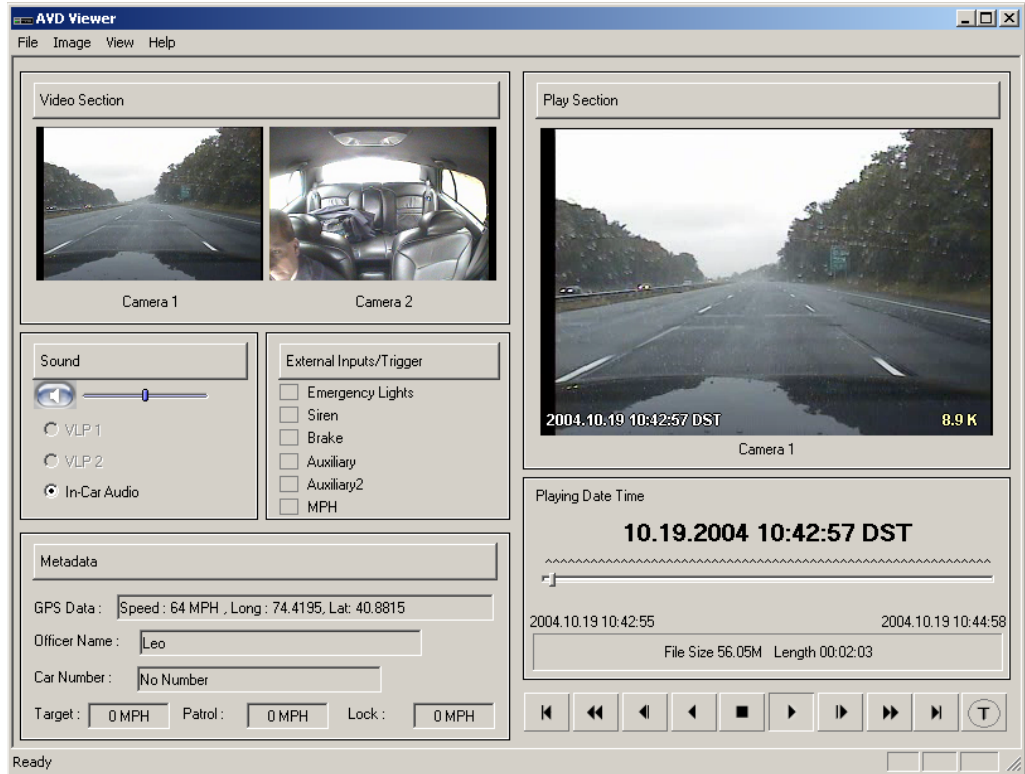 AVD Viewer
File Image View Help
Video Section
Camera 1
Camera 2
Play Section
2004.10.19 10:42:57 DST
8.9 K
Camera 1
Sound
VLP 1
VLP 2
In-Car Audio
External Inputs/Trigger
Emergency Lights
Siren
Brake
Auxiliary
Auxiliary2
MPH
Playing Date Time
10.19.2004 10:42:57 DST
2004.10.19 10:42:55
2004.10.19 10:44:58
File Size 56.05M Length 00:02:03
Metadata
GPS Data : Speed : 64 MPH , Long : 74.4195, Lat: 40.8815
Officer Name : Leo
Car Number : No Number
Target : 0 MPH Patrol : 0 MPH Lock : 0 MPH
T
Ready